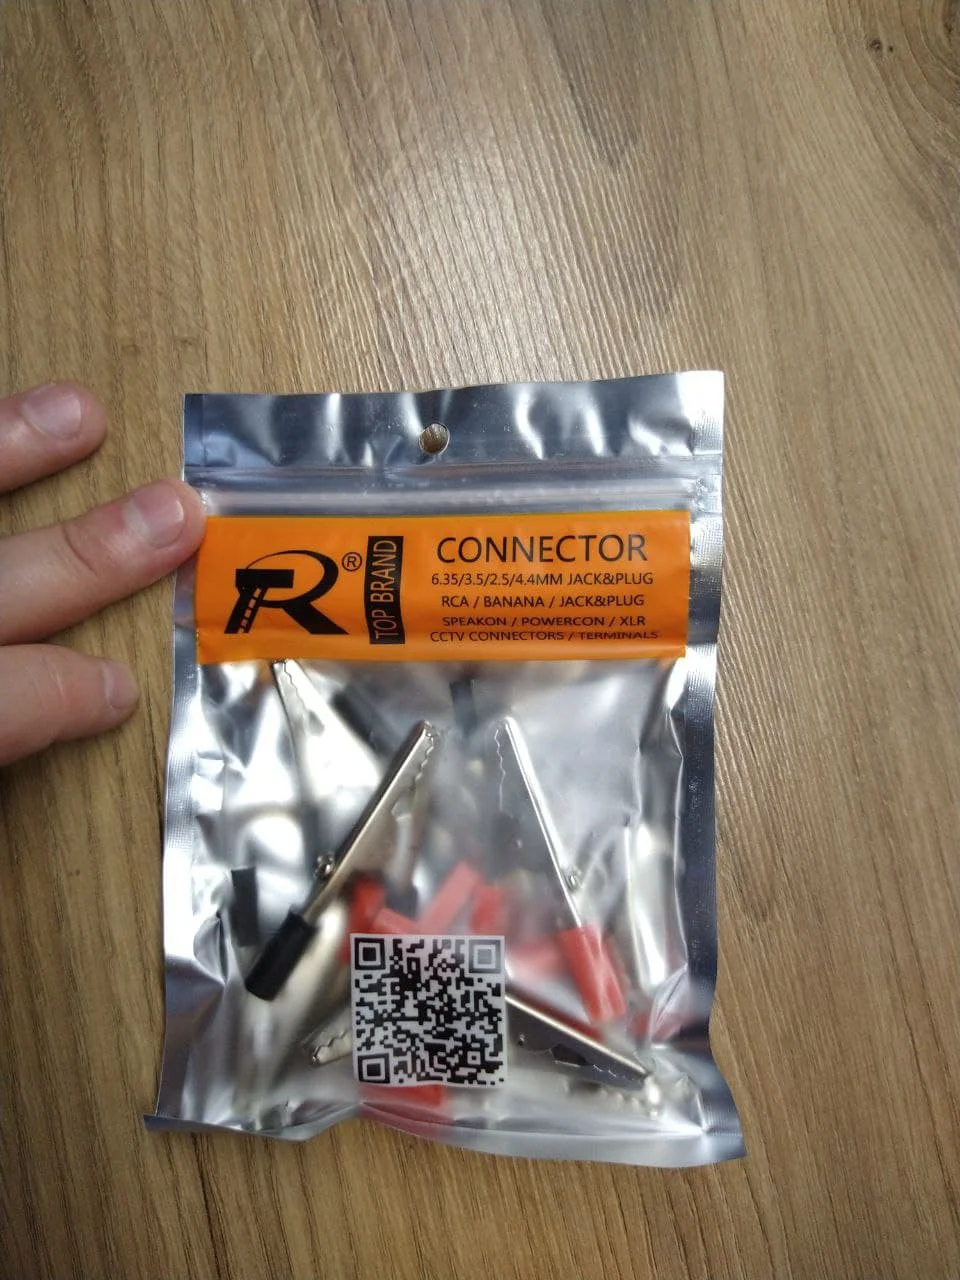 R®
TOP BRAND
CONNECTOR
6.35/3.5/2.5/4.4MM JACK&PLUG
RCA / BANANA / JACK&PLUG
SPEAKON / POWERCON / XLR
CCTV CONNECTORS / TERMINALS